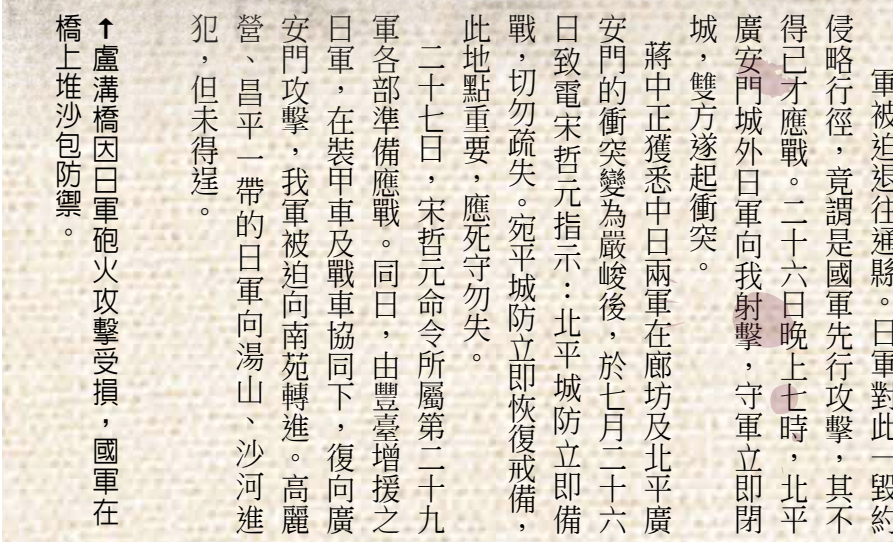 軍被迫退往通縣。日軍對此一毀約
侵略行徑，竟謂是國軍先行攻擊，其不
得已才應戰。二十六日晚上七時，北平
廣安門城外日軍向我射擊，守軍立即閉
城，雙方遂起衝突。
蔣中正獲悉中日兩軍在廊坊及北平廣
安門的衝突變為嚴峻後，於七月二十六
日致電宋哲元指示：北平城防立即備
戰，切勿疏失。宛平城防立即恢復戒備，
此地點重要，應死守勿失。
二十七日，宋哲元命令所屬第二十九
軍各部準備應戰。同日，由豐臺增援之
日軍，在裝甲車及戰車協同下，復向廣
安門攻擊，我軍被迫向南苑轉進。高麗
營、昌平一帶的日軍向湯山、沙河進
犯，但未得逞。
↑盧溝橋因日軍砲火攻擊受損，國軍在
橋上堆沙包防禦。